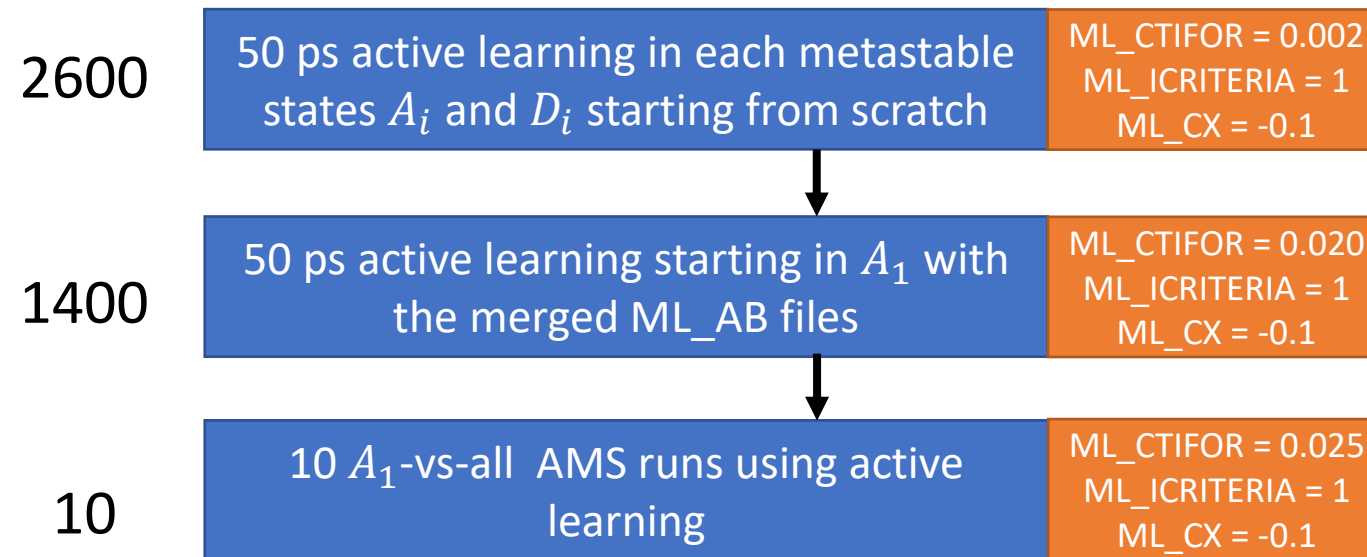 2600
50 ps active learning in each metastable
states A_i and D_i starting from scratch
ML_CTIFOR = 0.002
ML_ICRITERIA = 1
ML_CX = -0.1
1400
50 ps active learning starting in A_1 with
the merged ML_AB files
ML_CTIFOR = 0.020
ML_ICRITERIA = 1
ML_CX = -0.1
10
10 A_1-vs-all AMS runs using active
learning
ML_CTIFOR = 0.025
ML_ICRITERIA = 1
ML_CX = -0.1